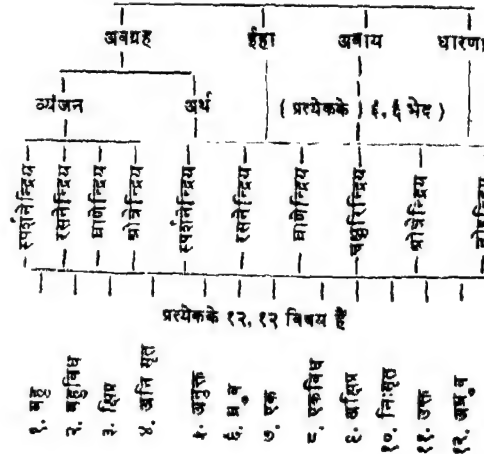 अवग्रह ईहा अवाय धारणा
व्यंजन अर्थ ( प्रत्येकके ६, ६ भेद )
स्पर्शनेन्द्रिय
रसनेन्द्रिय
घ्राणेन्द्रिय
श्रोत्रेन्द्रिय
स्पर्शनेन्द्रिय
रसनेन्द्रिय
घ्राणेन्द्रिय
चक्षुरिन्द्रिय
श्रोत्रेन्द्रिय
प्रत्येकके १२, १२ विषय हैं
१. बहु
२. बहुविध
३. क्षिप्र
४. अनि सृत
५. अनुक्त
६. ध्रुव
७. एक
८. एकविध
९. अक्षिप्र
१०. निःसृत
११. उक्त
१२. अध्रुव